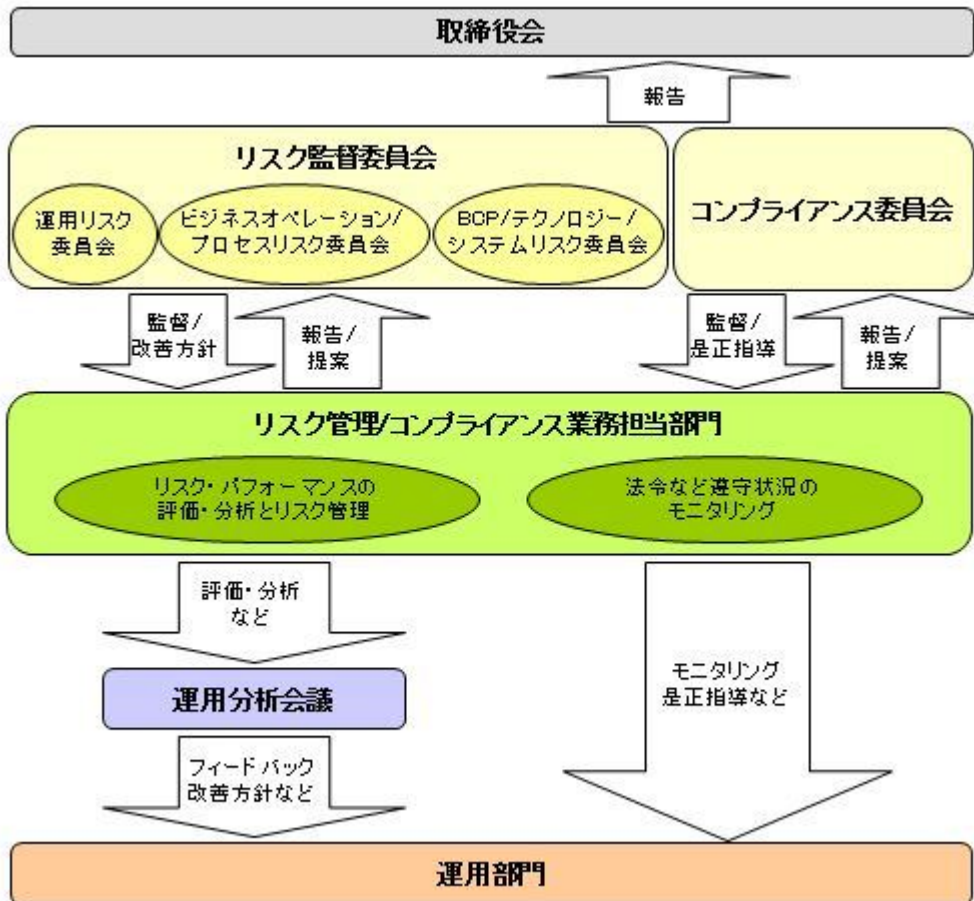 取締役会
報告
リスク監督委員会
運用リスク
委員会
ビジネスオペレーション/
プロセスリスク委員会
BCP/テクノロジー/
システムリスク委員会
コンプライアンス委員会
監督/
改善方針
報告/
提案
監督/
是正指導
報告/
提案
リスク管理/コンプライアンス業務担当部門
リスク・パフォーマンスの
評価・分析とリスク管理
法令など遵守状況の
モニタリング
評価・分析
など
運用分析会議
モニタリング
是正指導など
フィードバック
改善方針など
運用部門